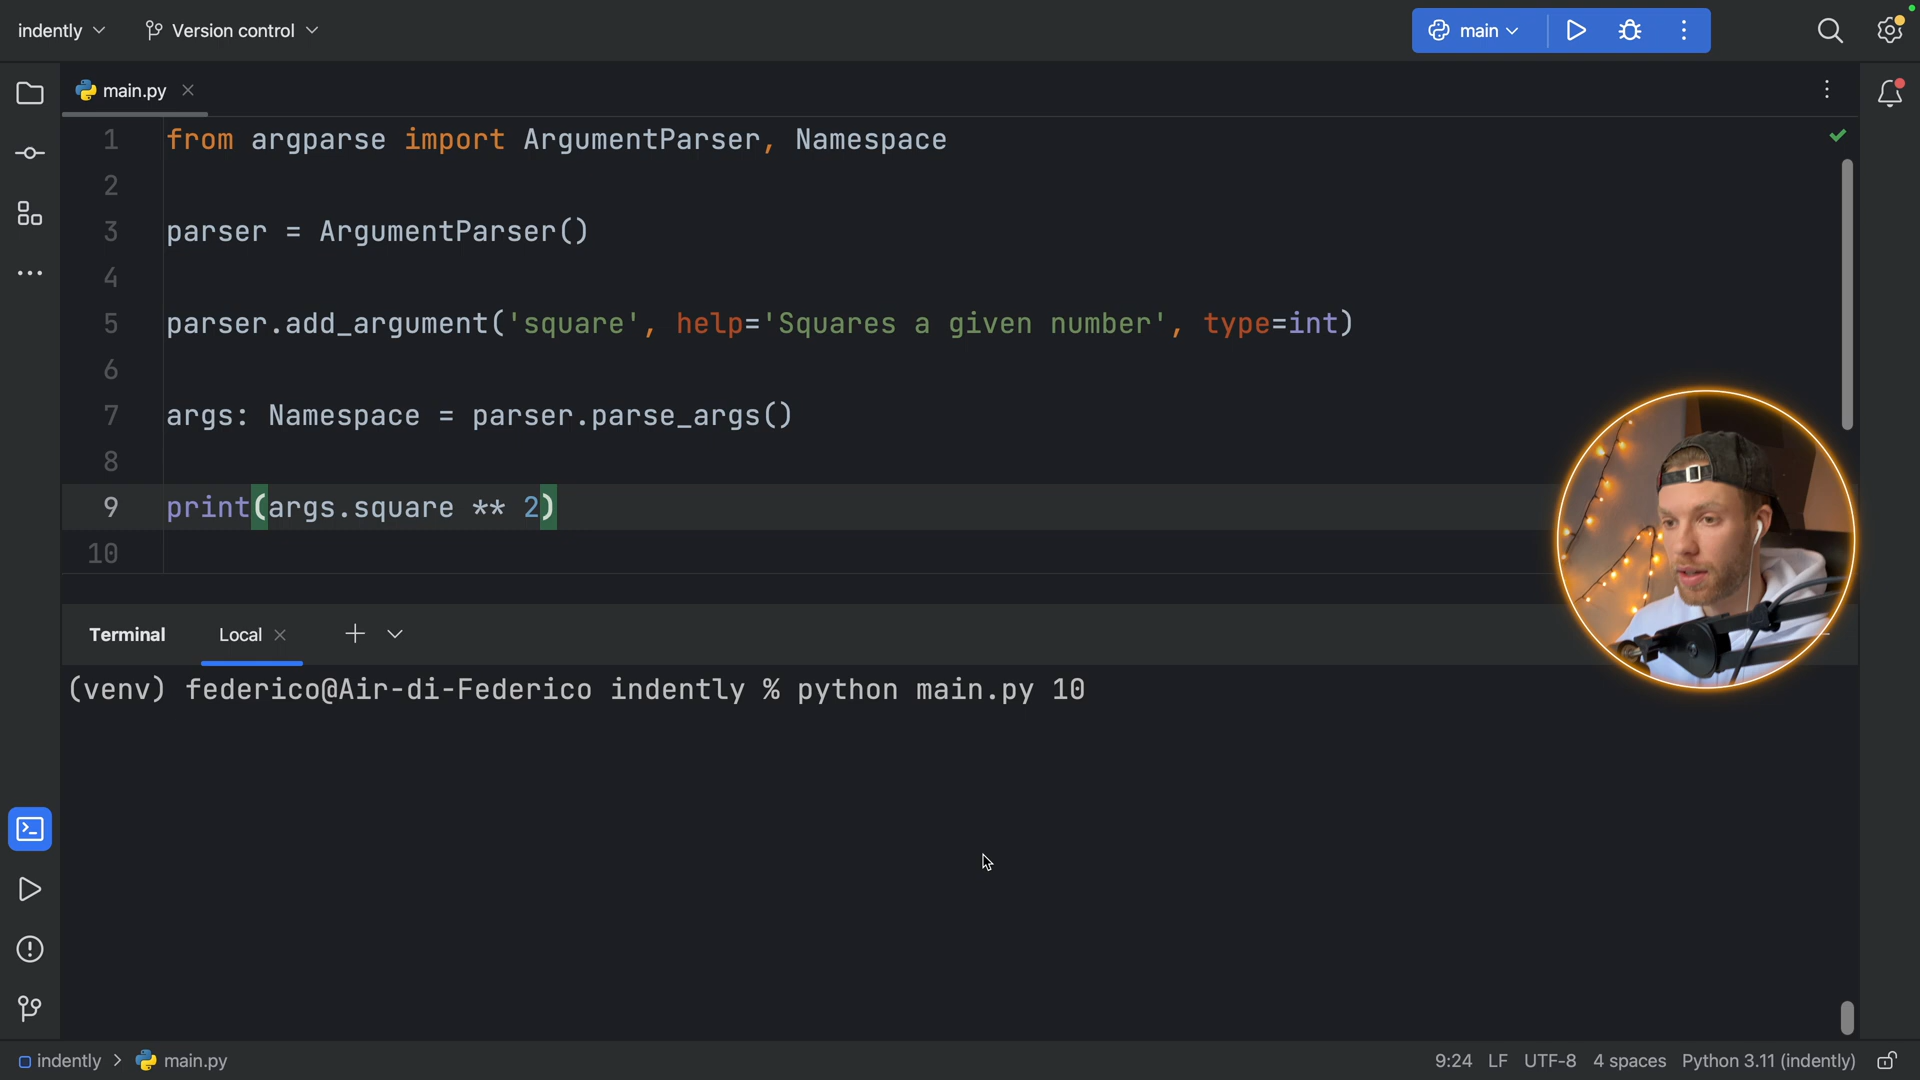 indently
Version control
main
main.py
1 from argparse import ArgumentParser, Namespace
2
3 parser = ArgumentParser()
4
5 parser.add_argument('square', help='Squares a given number', type=int)
6
7 args: Namespace = parser.parse_args()
8
9 print(args.square ** 2)
10
Terminal Local
(venv) federico@Air-di-Federico indently % python main.py 10
indently > main.py 9:24 LF UTF-8 4 spaces Python 3.11 (indently)